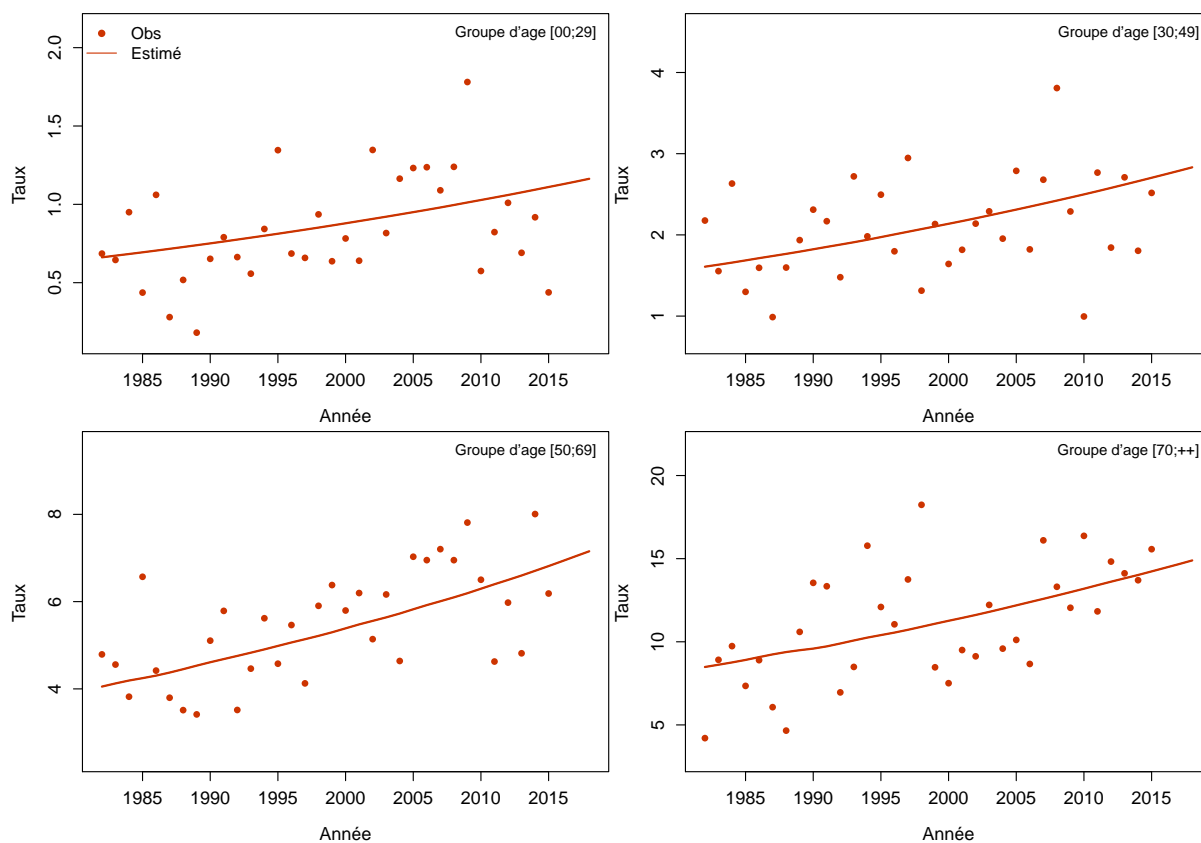 Obs
Estimé
Groupe d'age [00;29]
Taux
2.0
1.5
1.0
0.5
1985 1990 1995 2000 2005 2010 2015
Année
Groupe d'age [30;49]
Taux
4
3
2
1
1985 1990 1995 2000 2005 2010 2015
Année
Groupe d'age [50;69]
Taux
8
6
4
1985 1990 1995 2000 2005 2010 2015
Année
Groupe d'age [70;++]
Taux
20
15
10
5
1985 1990 1995 2000 2005 2010 2015
Année